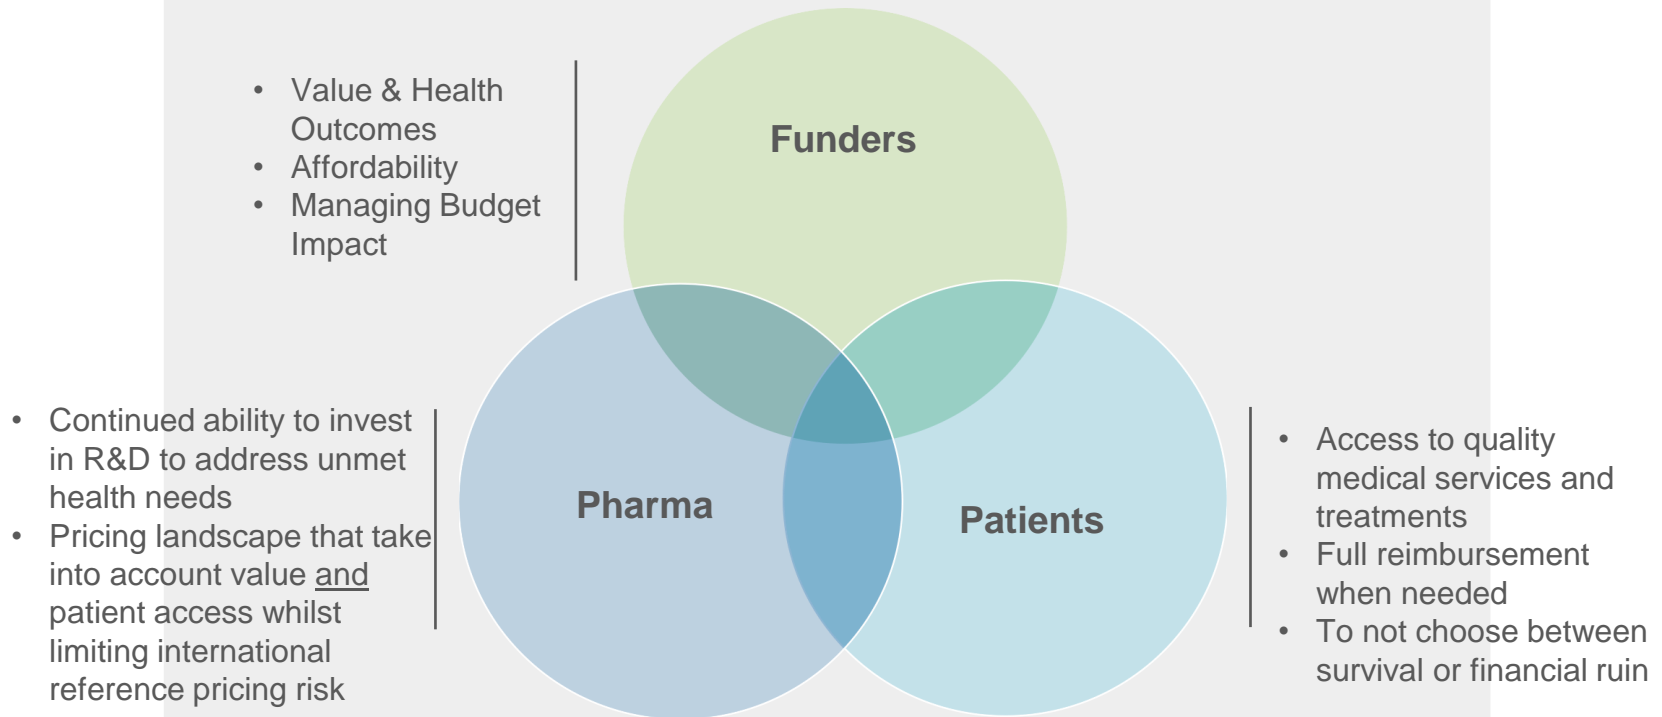 • Value & Health
Outcomes
• Affordability
• Managing Budget
Impact
Funders
• Continued ability to invest
in R&D to address unmet
health needs
• Pricing landscape that take
into account value and
patient access whilst
limiting international
reference pricing risk
Pharma
Patients
• Access to quality
medical services and
treatments
• Full reimbursement
when needed
• To not choose between
survival or financial ruin